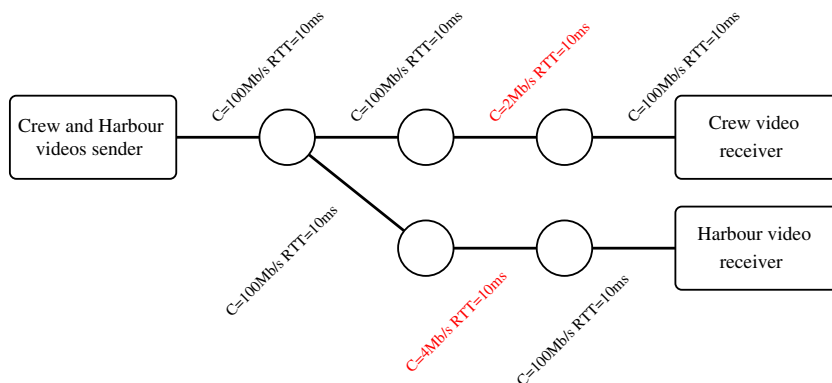 C=100Mb/s RTT=10ms
C=100Mb/s RTT=10ms
C=2Mb/s RTT=10ms
C=100Mb/s RTT=10ms
Crew and Harbour
videos sender
Crew video
receiver
C=100Mb/s RTT=10ms
Harbour video
receiver
C=4Mb/s RTT=10ms
C=100Mb/s RTT=10ms